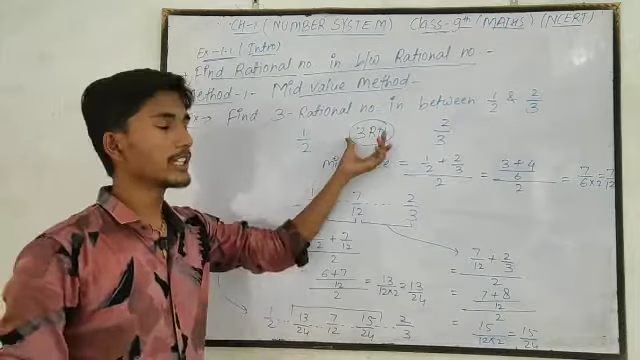 CH-1 (NUMBER SYSTEM) CLASS-9th (MATHS) (NCERT)
Ex-1.1 (Intro)
Find Rational no in b/w Rational no -
Method-1- Mid value Method-
Find 3-Rational no. in between 1/2 & 2/3
1/2 3 R 2/3
= (1/2 + 2/3)/2 = ((3+4)/6)/2 = 7/(6×2) = 7/12
7/12 ---- 2/3
+ 7/12
((6+7)/12)/2 = 13/(12×2) = 13/24
(7/12 + 2/3)/2
= ((7+8)/12)/2
= 15/(12×2) = 15/24
1/2 -- 13/24 -- 7/12 -- 15/24 -- 2/3